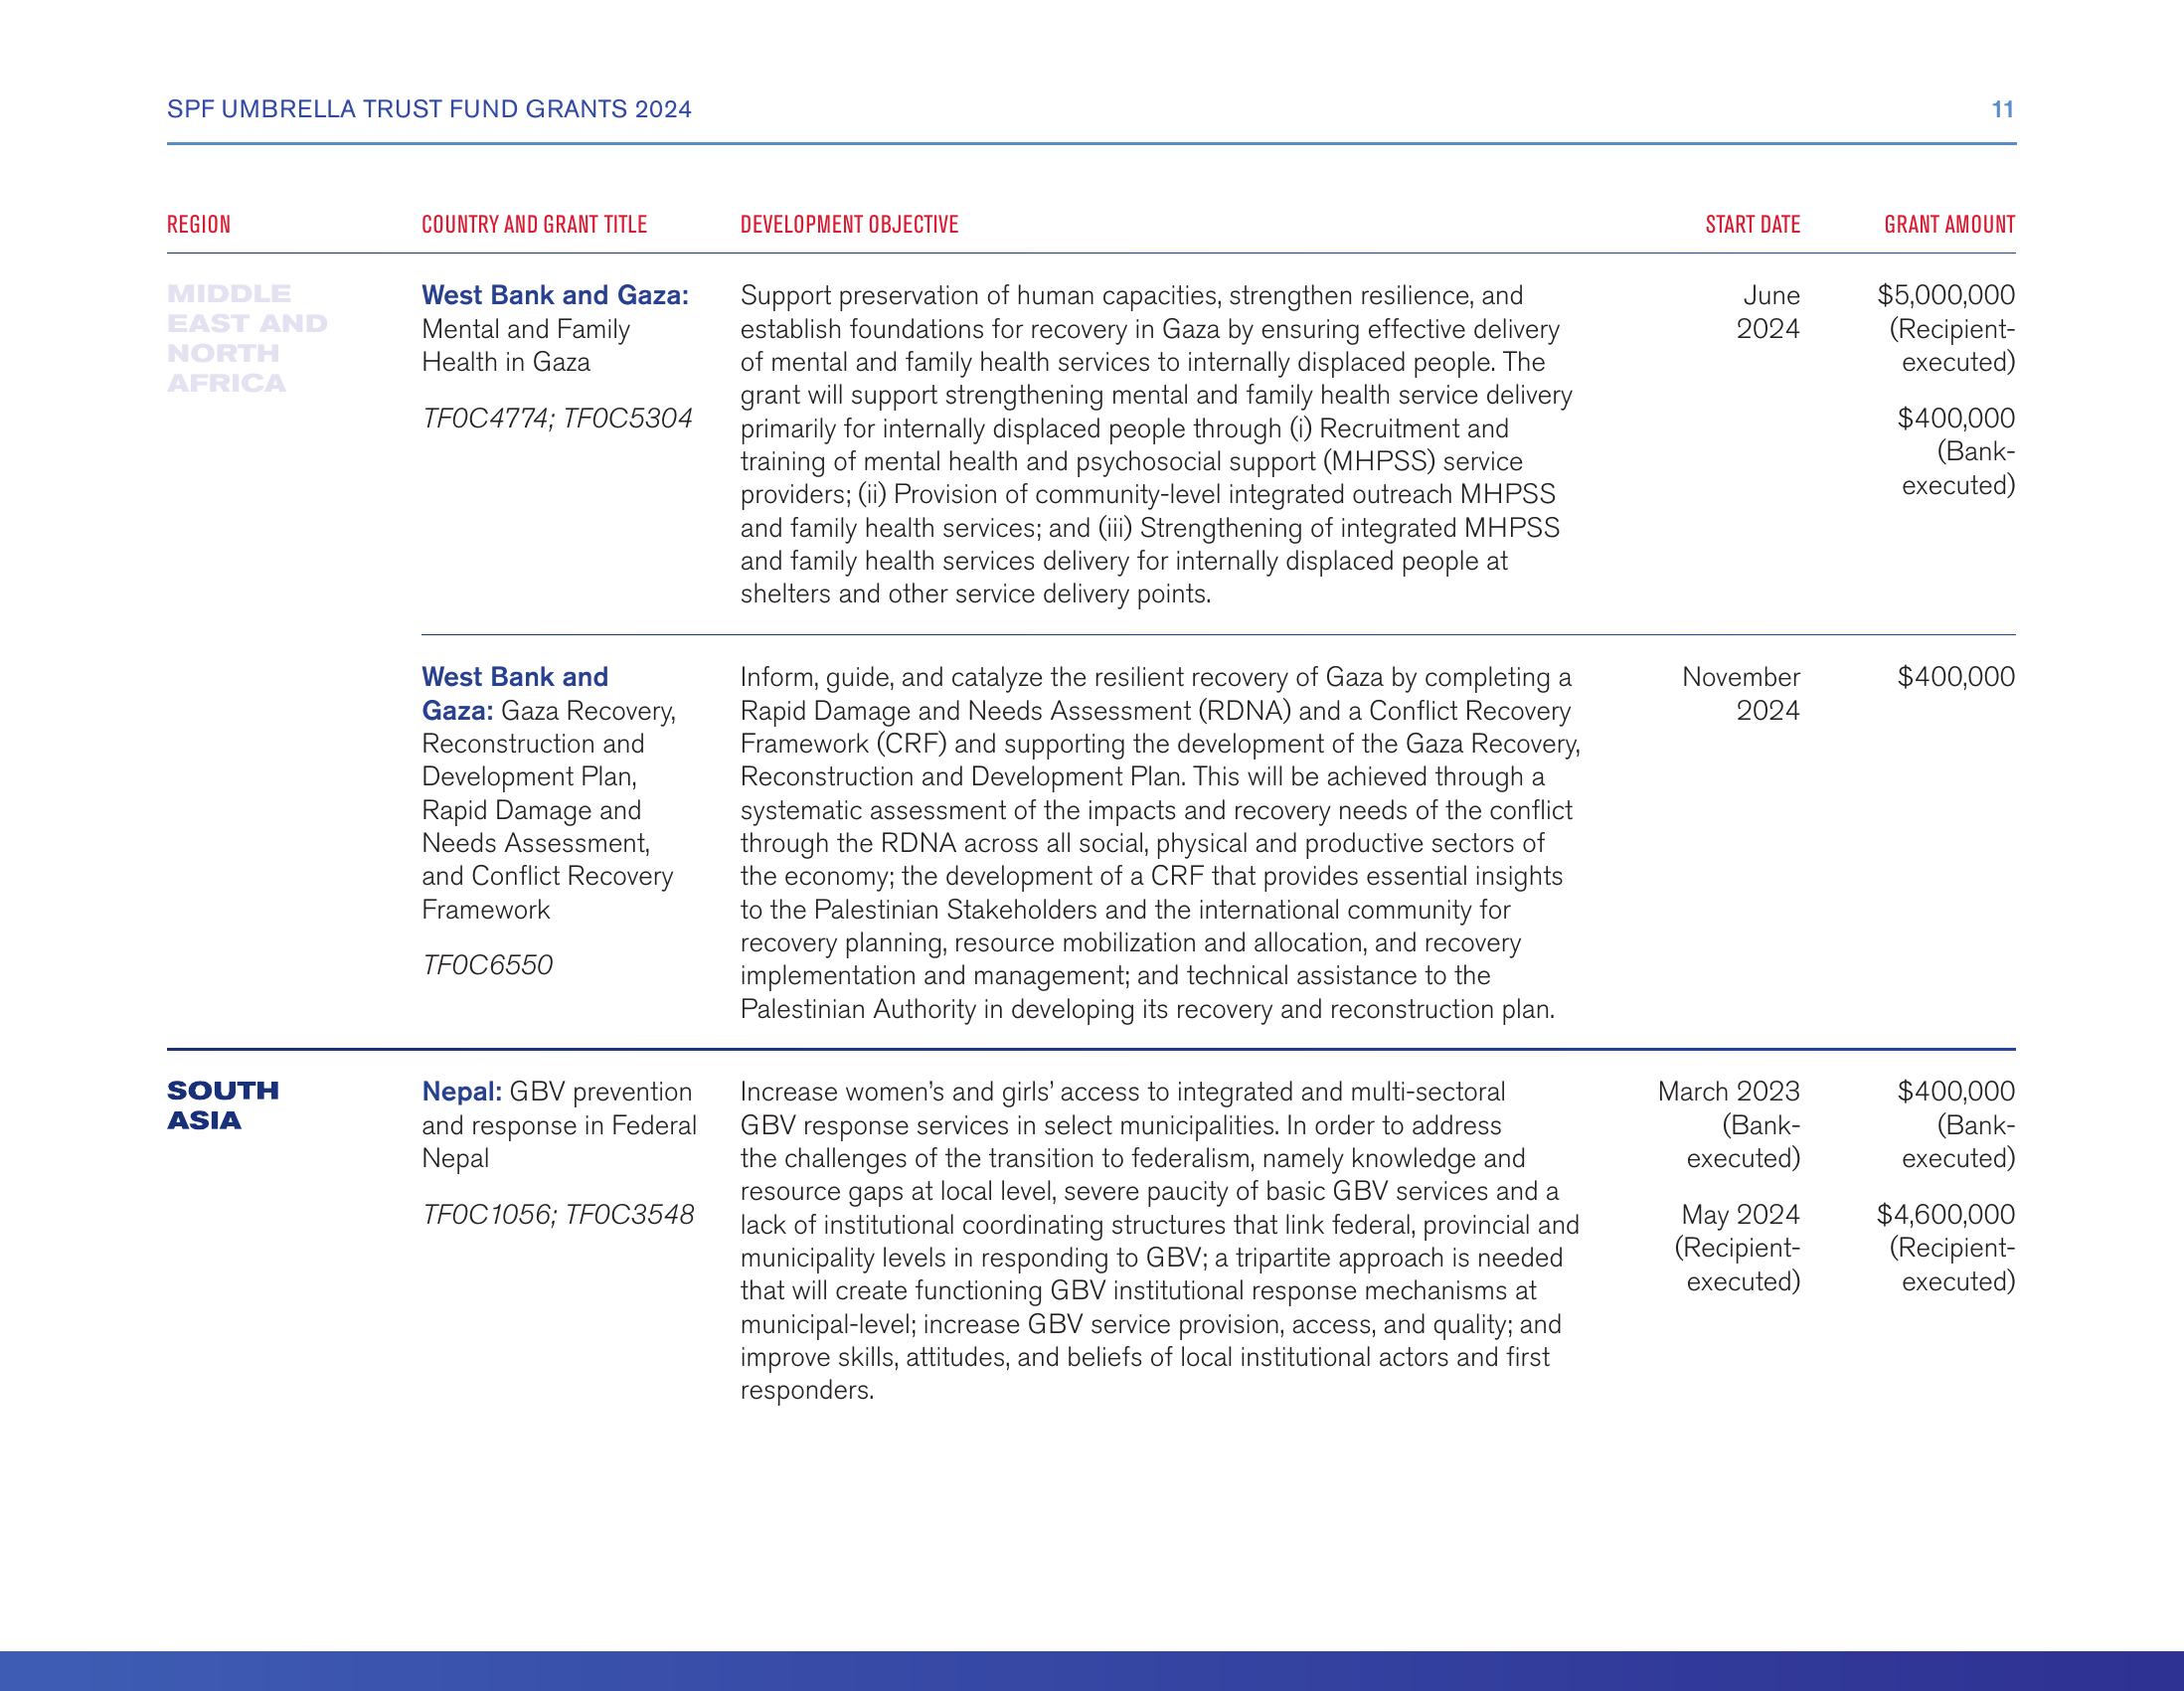 SPF UMBRELLA TRUST FUND GRANTS 2024
11
REGION
COUNTRY AND GRANT TITLE
DEVELOPMENT OBJECTIVE
START DATE
GRANT AMOUNT
MIDDLE
EAST AND
NORTH
AFRICA
West Bank and Gaza:
Mental and Family
Health in Gaza
TF0C4774; TF0C5304
Support preservation of human capacities, strengthen resilience, and
establish foundations for recovery in Gaza by ensuring effective delivery
of mental and family health services to internally displaced people. The
grant will support strengthening mental and family health service delivery
primarily for internally displaced people through (i) Recruitment and
training of mental health and psychosocial support (MHPSS) service
providers; (ii) Provision of community-level integrated outreach MHPSS
and family health services; and (iii) Strengthening of integrated MHPSS
and family health services delivery for internally displaced people at
shelters and other service delivery points.
June
2024
$5,000,000
(Recipient-
executed)
$400,000
(Bank-
executed)
West Bank and
Gaza: Gaza Recovery,
Reconstruction and
Development Plan,
Rapid Damage and
Needs Assessment,
and Conflict Recovery
Framework
TF0C6550
Inform, guide, and catalyze the resilient recovery of Gaza by completing a
Rapid Damage and Needs Assessment (RDNA) and a Conflict Recovery
Framework (CRF) and supporting the development of the Gaza Recovery,
Reconstruction and Development Plan. This will be achieved through a
systematic assessment of the impacts and recovery needs of the conflict
through the RDNA across all social, physical and productive sectors of
the economy; the development of a CRF that provides essential insights
to the Palestinian Stakeholders and the international community for
recovery planning, resource mobilization and allocation, and recovery
implementation and management; and technical assistance to the
Palestinian Authority in developing its recovery and reconstruction plan.
November
2024
$400,000
SOUTH
ASIA
Nepal: GBV prevention
and response in Federal
Nepal
TF0C1056; TF0C3548
Increase women’s and girls’ access to integrated and multi-sectoral
GBV response services in select municipalities. In order to address
the challenges of the transition to federalism, namely knowledge and
resource gaps at local level, severe paucity of basic GBV services and a
lack of institutional coordinating structures that link federal, provincial and
municipality levels in responding to GBV; a tripartite approach is needed
that will create functioning GBV institutional response mechanisms at
municipal-level; increase GBV service provision, access, and quality; and
improve skills, attitudes, and beliefs of local institutional actors and first
responders.
March 2023
(Bank-
executed)
May 2024
(Recipient-
executed)
$400,000
(Bank-
executed)
$4,600,000
(Recipient-
executed)